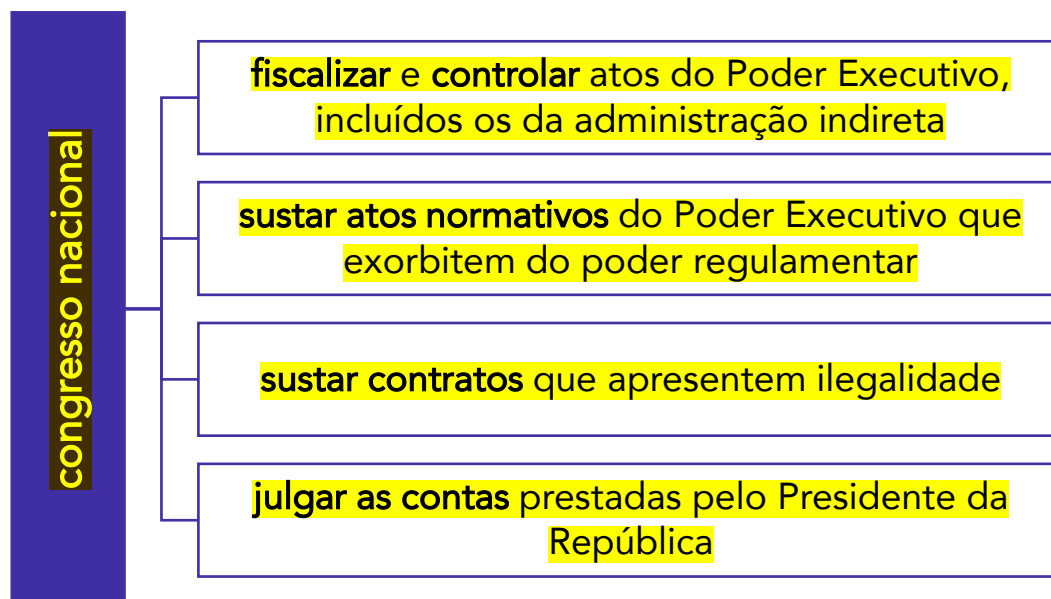 congresso nacional
fiscalizar e controlar atos do Poder Executivo,
incluídos os da administração indireta
sustar atos normativos do Poder Executivo que
exorbitem do poder regulamentar
sustar contratos que apresentem ilegalidade
julgar as contas prestadas pelo Presidente da
República